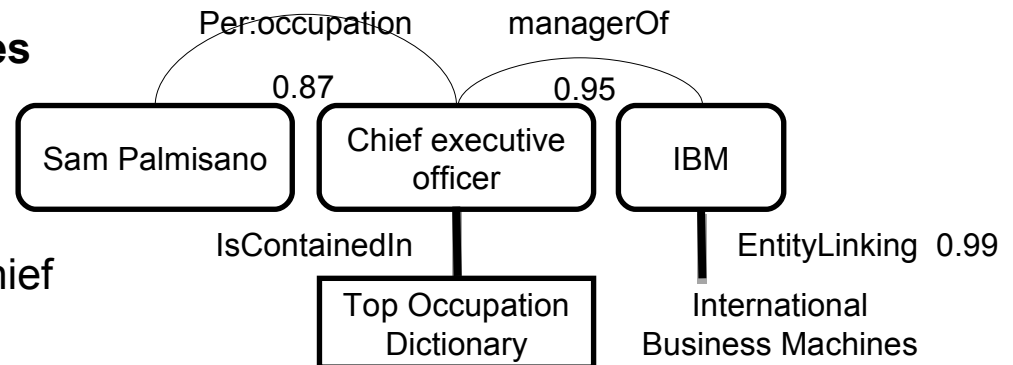 Per:occupation managerOf
es
0.87 0.95
Sam Palmisano
Chief executive
officer
IBM
IsContainedIn
EntityLinking 0.99
hief
Top Occupation
Dictionary
International
Business Machines